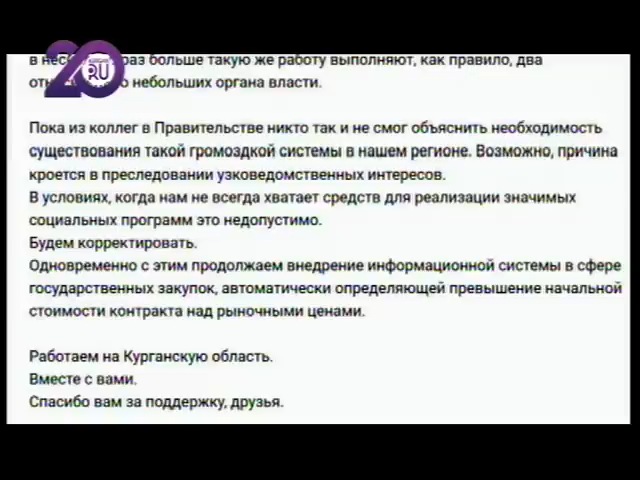 20
.RU
в раз больше такую же работу выполняют, как правило, два
небольших органа власти.
Пока из коллег в Правительстве никто так и не смог объяснить необходимость
существования такой громоздкой системы в нашем регионе. Возможно, причина
кроется в преследовании узковедомственных интересов.
В условиях, когда нам не всегда хватает средств для реализации значимых
социальных программ это недопустимо.
Будем корректировать.
Одновременно с этим продолжаем внедрение информационной системы в сфере
государственных закупок, автоматически определяющей превышение начальной
стоимости контракта над рыночными ценами.
Работаем на Курганскую область.
Вместе с вами.
Спасибо вам за поддержку, друзья.